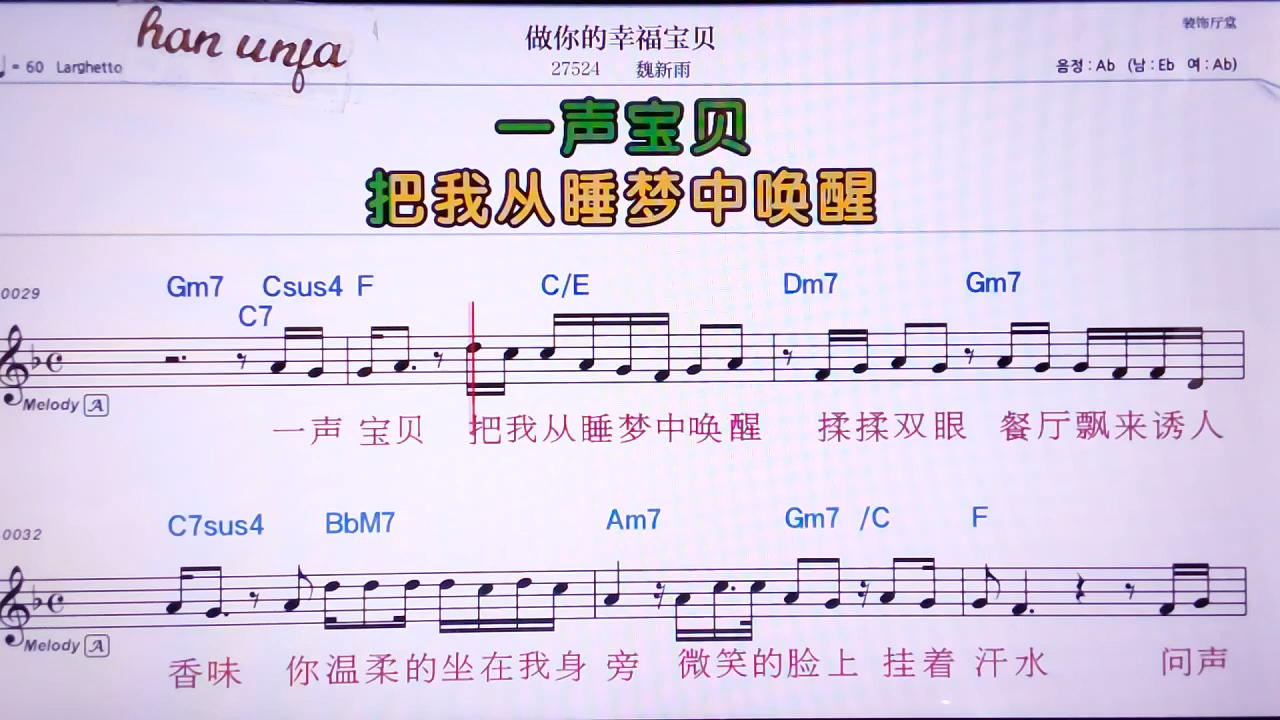 han unfa
做你的幸福宝贝
装饰厅堂
♩ = 60 Larghetto
27524 魏新雨
음정 : Ab (남 : Eb 여 : Ab)
一声宝贝
把我从睡梦中唤醒
0029 Gm7 C7 Csus4 F C/E Dm7 Gm7
Melody A
一声 宝贝 把我从睡梦中唤醒 揉揉双眼 餐厅飘来诱人
0032 C7sus4 BbM7 Am7 Gm7 /C F
Melody A
香味 你温柔的坐在我身 旁 微笑的脸上 挂着 汗水 问声